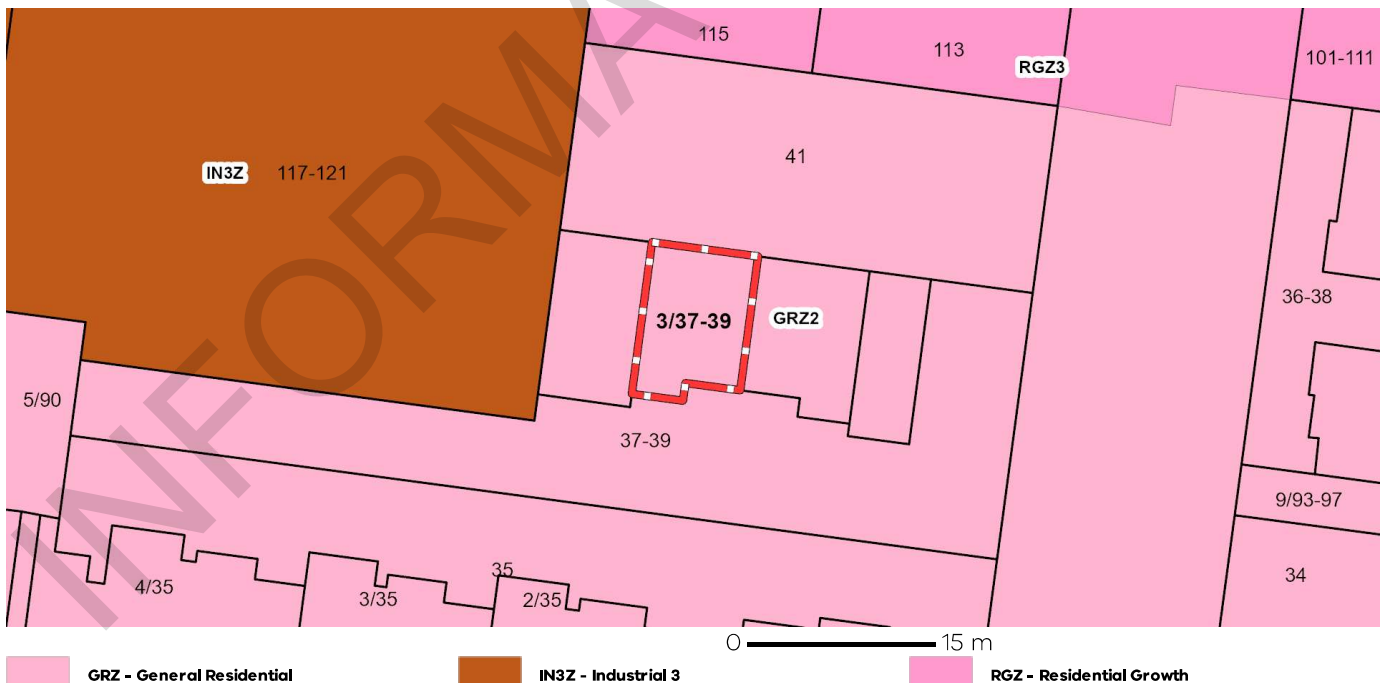 115
113
RGZ3
101-111
IN3Z
117-121
41
36-38
3/37-39
GRZ2
5/90
37-39
9/93-97
35
4/35
3/35
2/35
34
INFORMA
0 15 m
GRZ - General Residential
IN3Z - Industrial 3
RGZ - Residential Growth